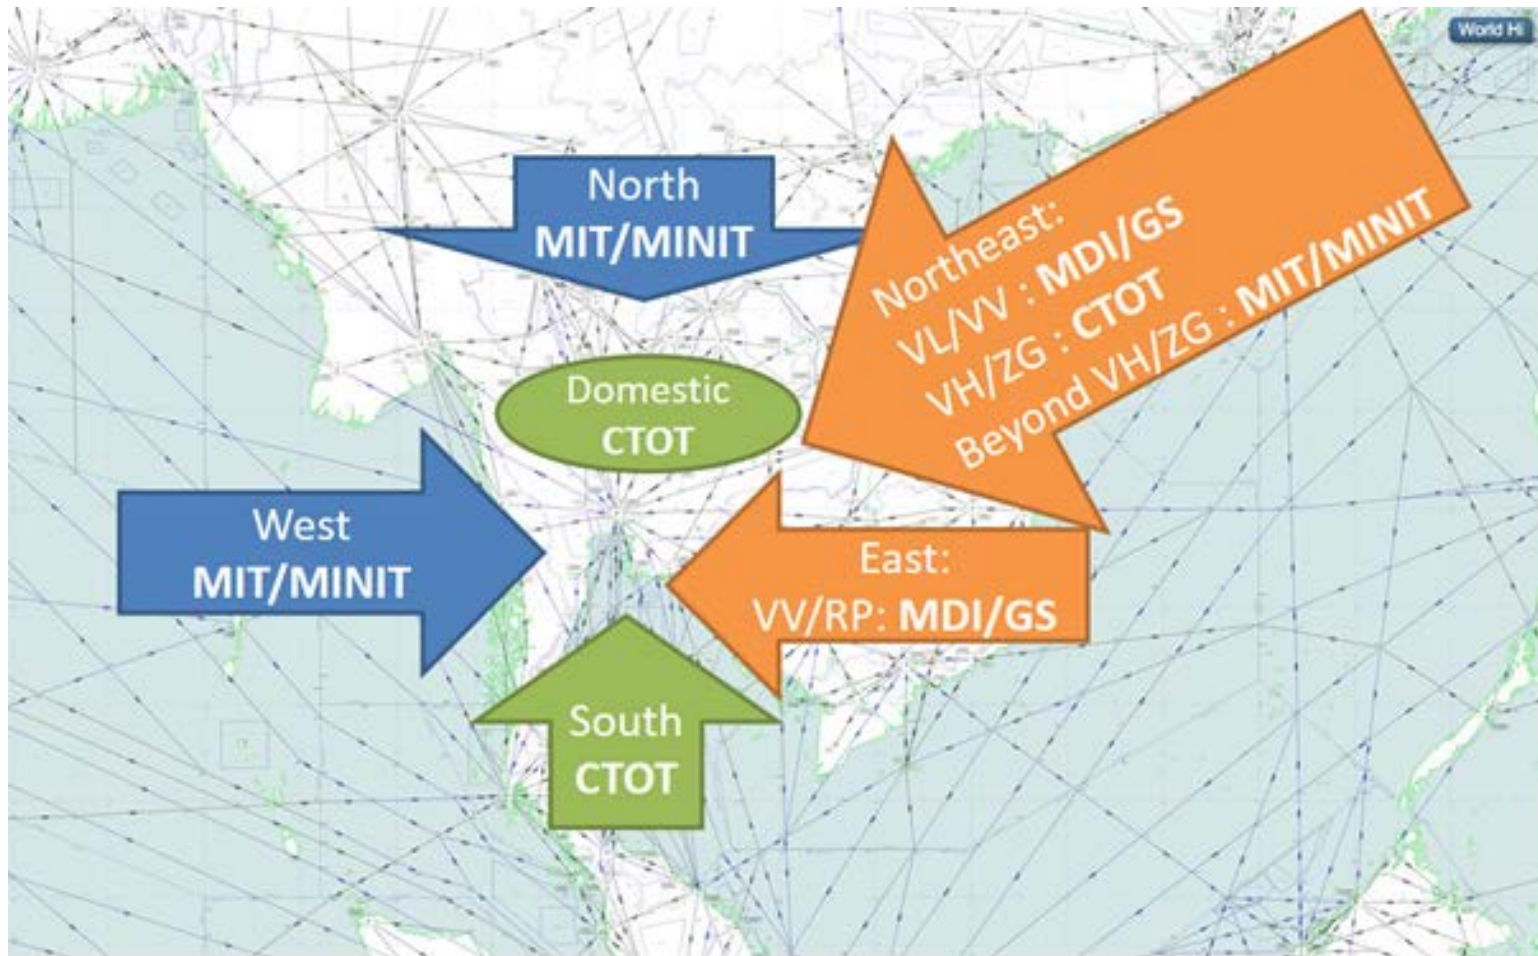 World Hi
North
MIT/MINIT
Northeast:
VL/VV : MDI/GS
VH/ZG : CTOT
Beyond VH/ZG : MIT/MINIT
Domestic
CTOT
West
MIT/MINIT
East:
VV/RP: MDI/GS
South
CTOT